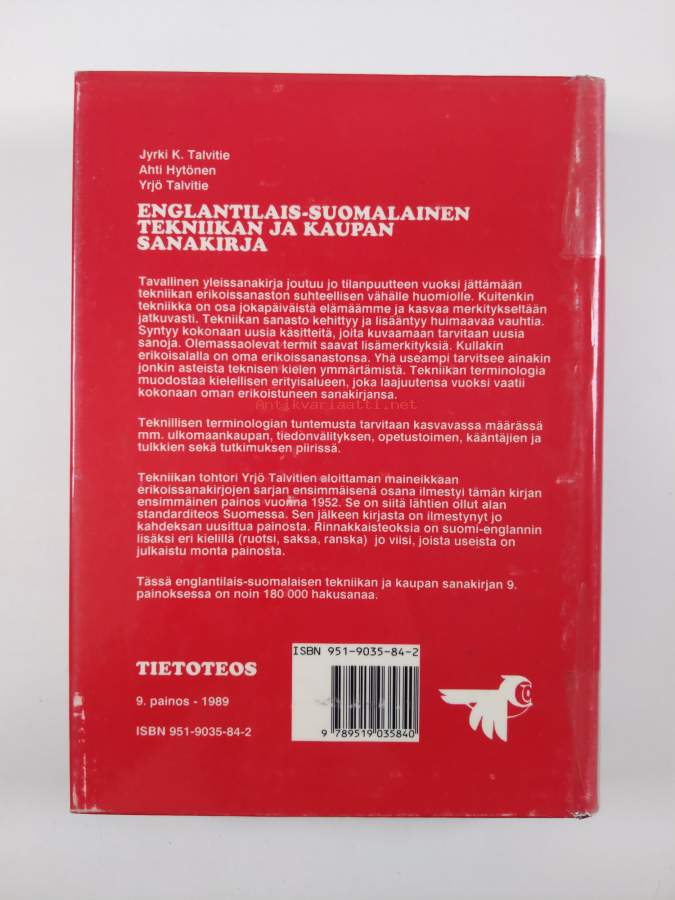 Jyrki K. Talvitie
Ahti Hytönen
Yrjö Talvitie
ENGLANTILAIS-SUOMALAINEN
TEKNIIKAN JA KAUPAN
SANAKIRJA
Tavallinen yleissanakirja joutuu jo tilanpuutteen vuoksi jättämään
tekniikan erikoissanaston suhteellisen vähälle huomiolle. Kuitenkin
tekniikka on osa jokapäiväistä elämäämme ja kasvaa merkitykseltään
jatkuvasti. Tekniikan sanasto kehittyy ja lisääntyy huimaavaa vauhtia.
Syntyy kokonaan uusia käsitteitä, joita kuvaamaan tarvitaan uusia
sanoja. Olemassaolevat termit saavat lisämerkityksiä. Kullakin
erikoisalalla on oma erikoissanastonsa. Yhä useampi tarvitsee ainakin
jonkin asteista teknisen kielen ymmärtämistä. Tekniikan terminologia
muodostaa kielellisen erityisalueen, joka laajuutensa vuoksi vaatii
kokonaan oman erikoistuneen sanakirjansa.
Antikvariaatti.net
Teknillisen terminologian tuntemusta tarvitaan kasvavassa määrässä
mm. ulkomaankaupan, tiedonvälityksen, opetustoimen, kääntäjien ja
tulkkien sekä tutkimuksen piirissä.
Tekniikan tohtori Yrjö Talvitien aloittaman maineikkaan
erikoissanakirjojen sarjan ensimmäisenä osana ilmestyi tämän kirjan
ensimmäinen painos vuonna 1952. Se on siitä lähtien ollut alan
standarditeos Suomessa. Sen jälkeen kirjasta on ilmestynyt jo
kahdeksan uusittua painosta. Rinnakkaisteoksia on suomi-englannin
lisäksi eri kielillä (ruotsi, saksa, ranska) jo viisi, joista useista on
julkaistu monta painosta.
Tässä englantilais-suomalaisen tekniikan ja kaupan sanakirjan 9.
painoksessa on noin 180 000 hakusanaa.
TIETOTEOS
9. painos - 1989
ISBN 951-9035-84-2
ISBN 951-9035-84-2
9 789519 035840